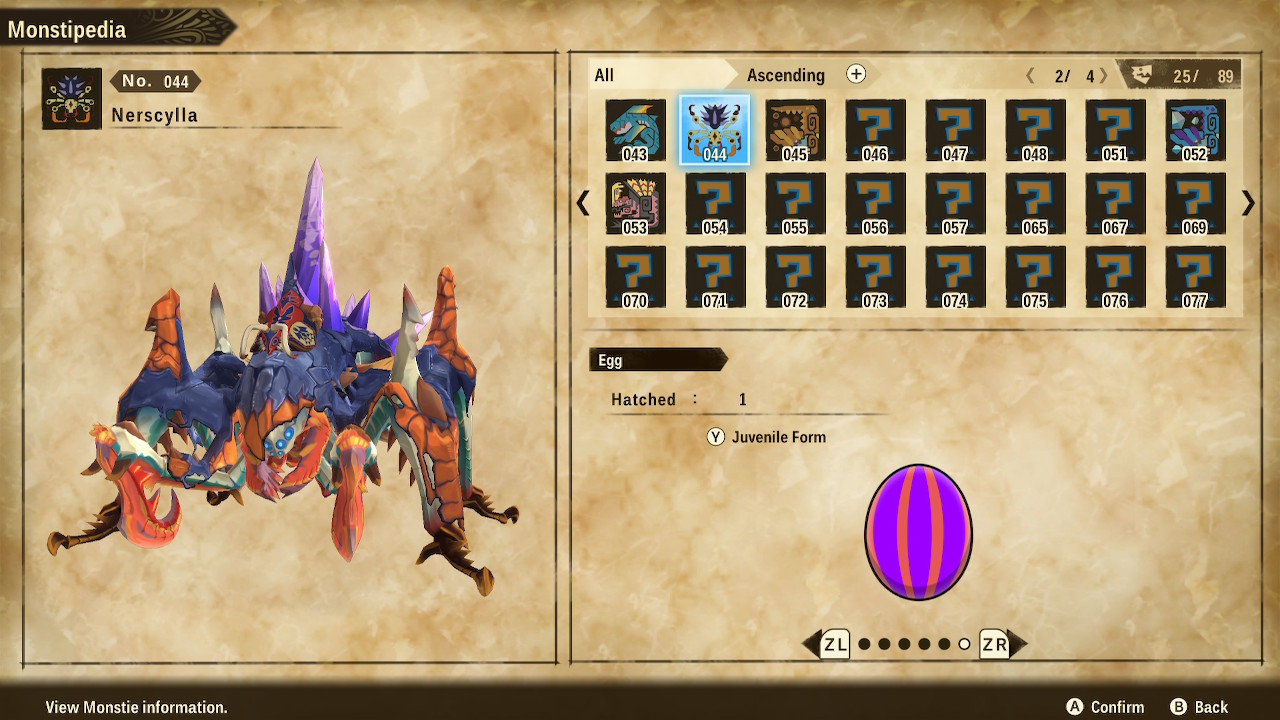 Monstipedia
No. 044
Nerscylla
All
Ascending +
2/ 4
25/ 89
043 044 045 046 047 048 051 052
053 054 055 056 057 065 067 069
070 071 072 073 074 075 076 077
Egg
Hatched : 1
Y Juvenile Form
ZL ZR
View Monstie information.
A Confirm B Back